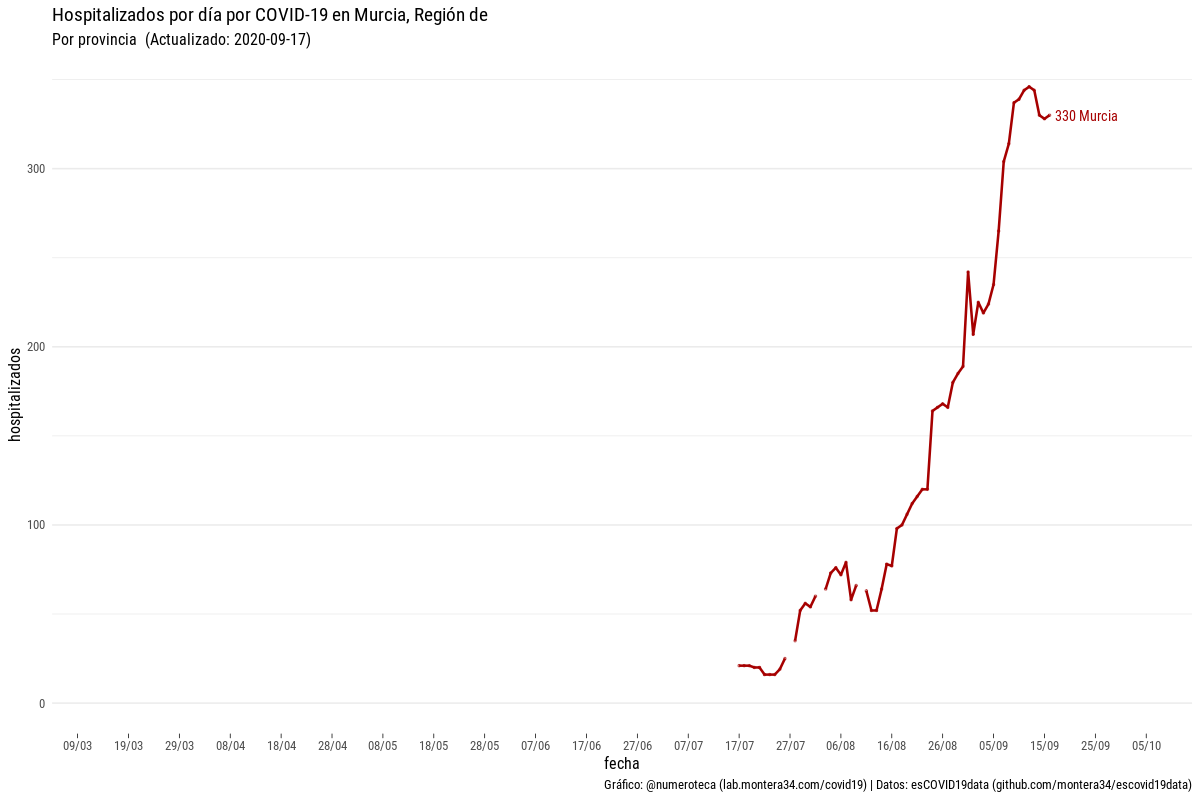 Hospitalizados por día por COVID-19 en Murcia, Región de
Por provincia (Actualizado: 2020-09-17)
330 Murcia
300
200
100
0
hospitalizados
09/03 19/03 29/03 08/04 18/04 28/04 08/05 18/05 28/05 07/06 17/06 27/06 07/07 17/07 27/07 06/08 16/08 26/08 05/09 15/09 25/09 05/10
fecha
Gráfico: @numeroteca (lab.montera34.com/covid19) | Datos: esCOVID19data (github.com/montera34/escovid19data)